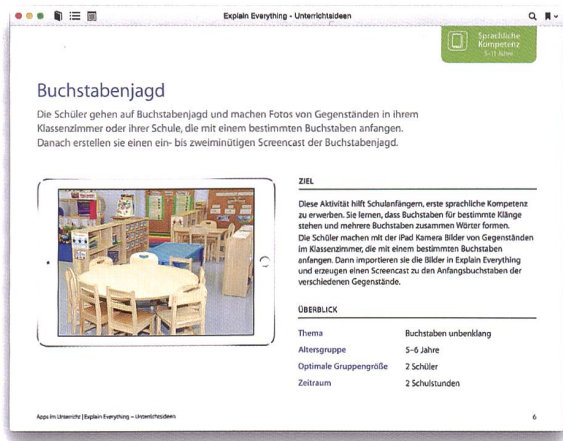 Explain Everything - Unterrichtsideen
Sprachliche
Kompetenz
5–11 Jahre
Buchstabenjagd
Die Schüler gehen auf Buchstabenjagd und machen Fotos von Gegenständen in ihrem
Klassenzimmer oder ihrer Schule, die mit einem bestimmten Buchstaben anfangen.
Danach erstellen sie einen ein- bis zweiminütigen Screencast der Buchstabenjagd.
ZIEL
Diese Aktivität hilft Schulanfängern, erste sprachliche Kompetenz
zu erwerben. Sie lernen, dass Buchstaben für bestimmte Klänge
stehen und mehrere Buchstaben zusammen Wörter formen.
Die Schüler machen mit der iPad Kamera Bilder von Gegenständen
im Klassenzimmer, die mit einem bestimmten Buchstaben
anfangen. Dann importieren sie die Bilder in Explain Everything
und erzeugen einen Screencast zu den Anfangsbuchstaben der
verschiedenen Gegenstände.
ÜBERBLICK
Thema Buchstaben unbenklang
Altersgruppe 5–6 Jahre
Optimale Gruppengröße 2 Schüler
Zeitraum 2 Schulstunden
Apps im Unterricht | Explain Everything – Unterrichtsideen 6